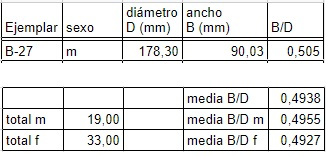 Ejemplar sexo diámetro D (mm) ancho B (mm) B/D
B-27 m 178,30 90,03 0,505
media B/D 0,4938
total m 19,00 media B/D m 0,4955
total f 33,00 media B/D f 0,4927